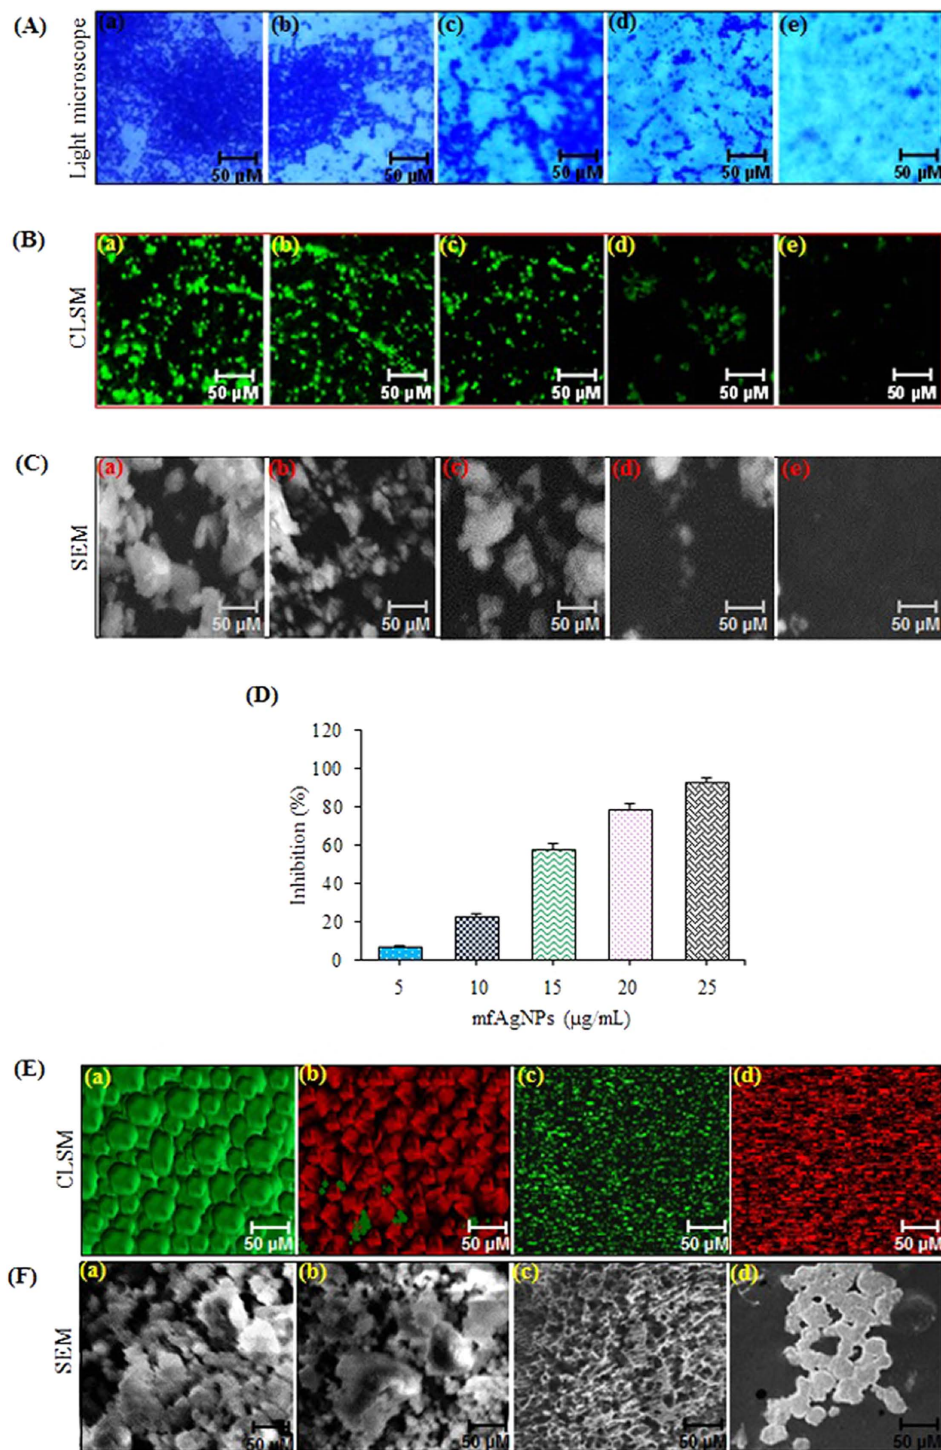 (A)
Light microscope
(a) (b) (c) (d) (e)
50 µM 50 µM 50 µM 50 µM 50 µM
(B)
CLSM
(a) (b) (c) (d) (e)
50 µM 50 µM 50 µM 50 µM 50 µM
(C)
SEM
(a) (b) (c) (d) (e)
50 µM 50 µM 50 µM 50 µM 50 µM
(D)
Inhibition (%)
120
100
80
60
40
20
0
5 10 15 20 25
mfAgNPs (µg/mL)
(E)
CLSM
(a) (b) (c) (d)
50 µM 50 µM 50 µM 50 µM
(F)
SEM
(a) (b) (c) (d)
50 µM 50 µM 50 µM 50 µM